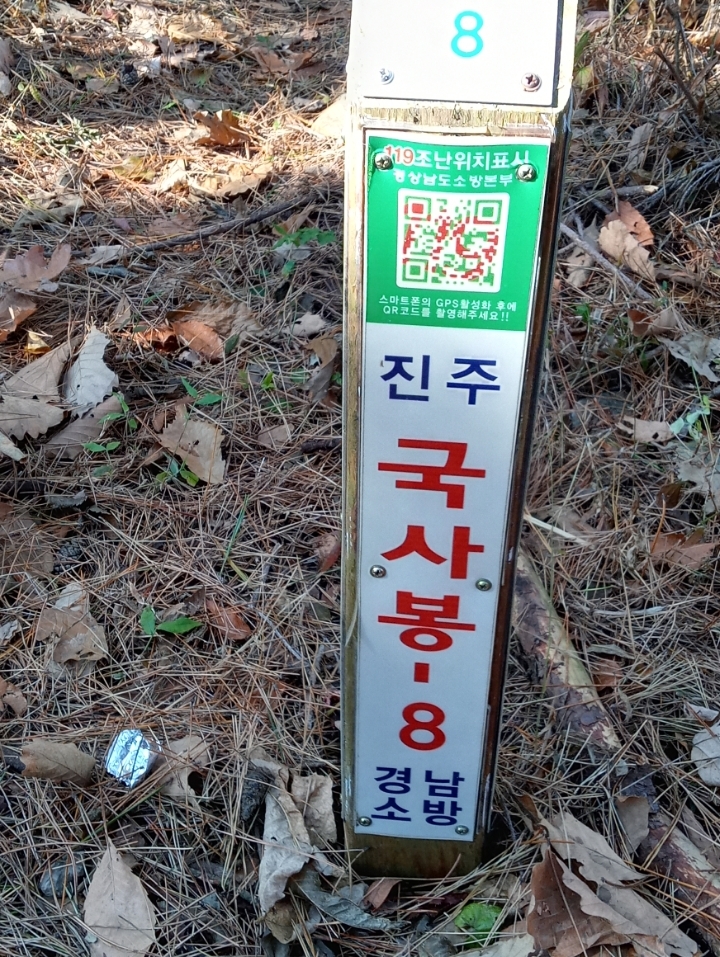 8
119조난위치표시
경상남도소방본부
스마트폰의 GPS활성화 후에
QR코드를 촬영해주세요!!
진주
국사봉-8
경남
소방